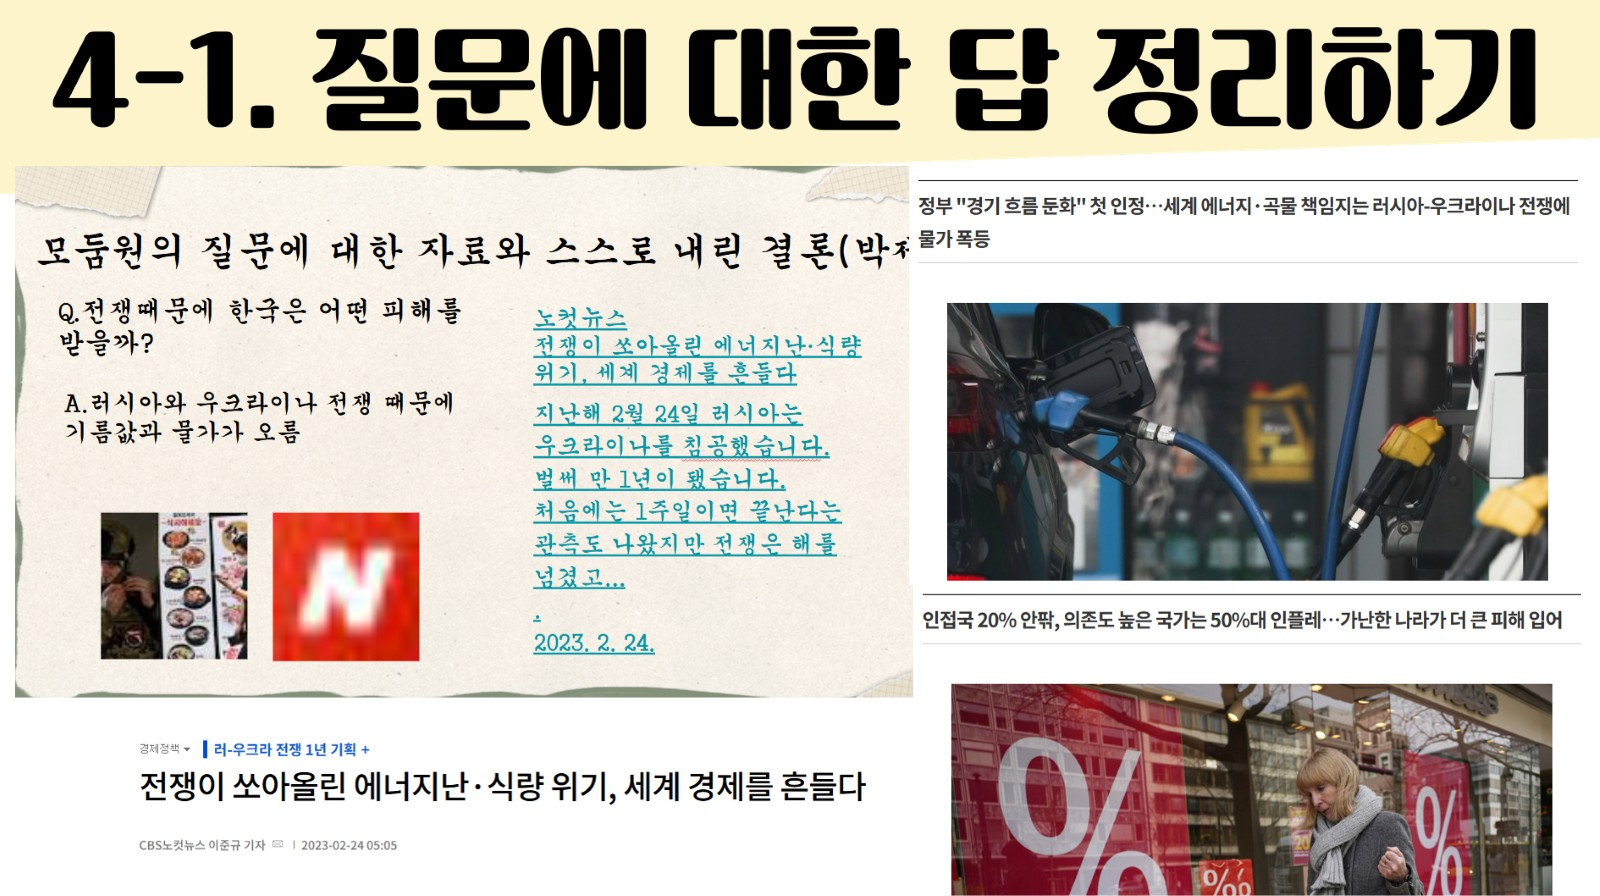 4-1. 질문에 대한 답 정리하기
모둠원의 질문에 대한 자료와 스스로 내린 결론(박
Q.전쟁때문에 한국은 어떤 피해를
받을까?
A.러시아와 우크라이나 전쟁 때문에
기름값과 물가가 오름
노컷뉴스
전쟁이 쏘아올린 에너지난·식량
위기, 세계 경제를 흔들다
지난해 2월 24일 러시아는
우크라이나를 침공했습니다.
벌써 만 1년이 됐습니다.
처음에는 1주일이면 끝난다는
관측도 나왔지만 전쟁은 해를
넘겼고...
.
2023. 2. 24.
N
경제정책
러-우크라 전쟁 1년 기획 +
전쟁이 쏘아올린 에너지난·식량 위기, 세계 경제를 흔들다
CBS노컷뉴스 이준규 기자 | 2023-02-24 05:05
정부 "경기 흐름 둔화" 첫 인정…세계 에너지·곡물 책임지는 러시아-우크라이나 전쟁에
물가 폭등
인접국 20% 안팎, 의존도 높은 국가는 50%대 인플레…가난한 나라가 더 큰 피해 입어
%
%
%